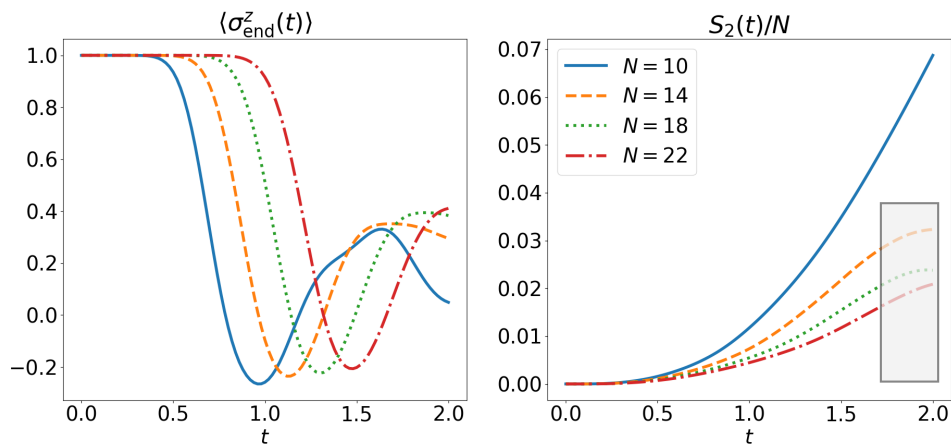 ⟨σ^z_end(t)⟩
1.0
0.8
0.6
0.4
0.2
0.0
−0.2
0.0 0.5 1.0 1.5 2.0
t
S_2(t)/N
0.07
0.06
0.05
0.04
0.03
0.02
0.01
0.00
N = 10
N = 14
N = 18
N = 22
0.0 0.5 1.0 1.5 2.0
t